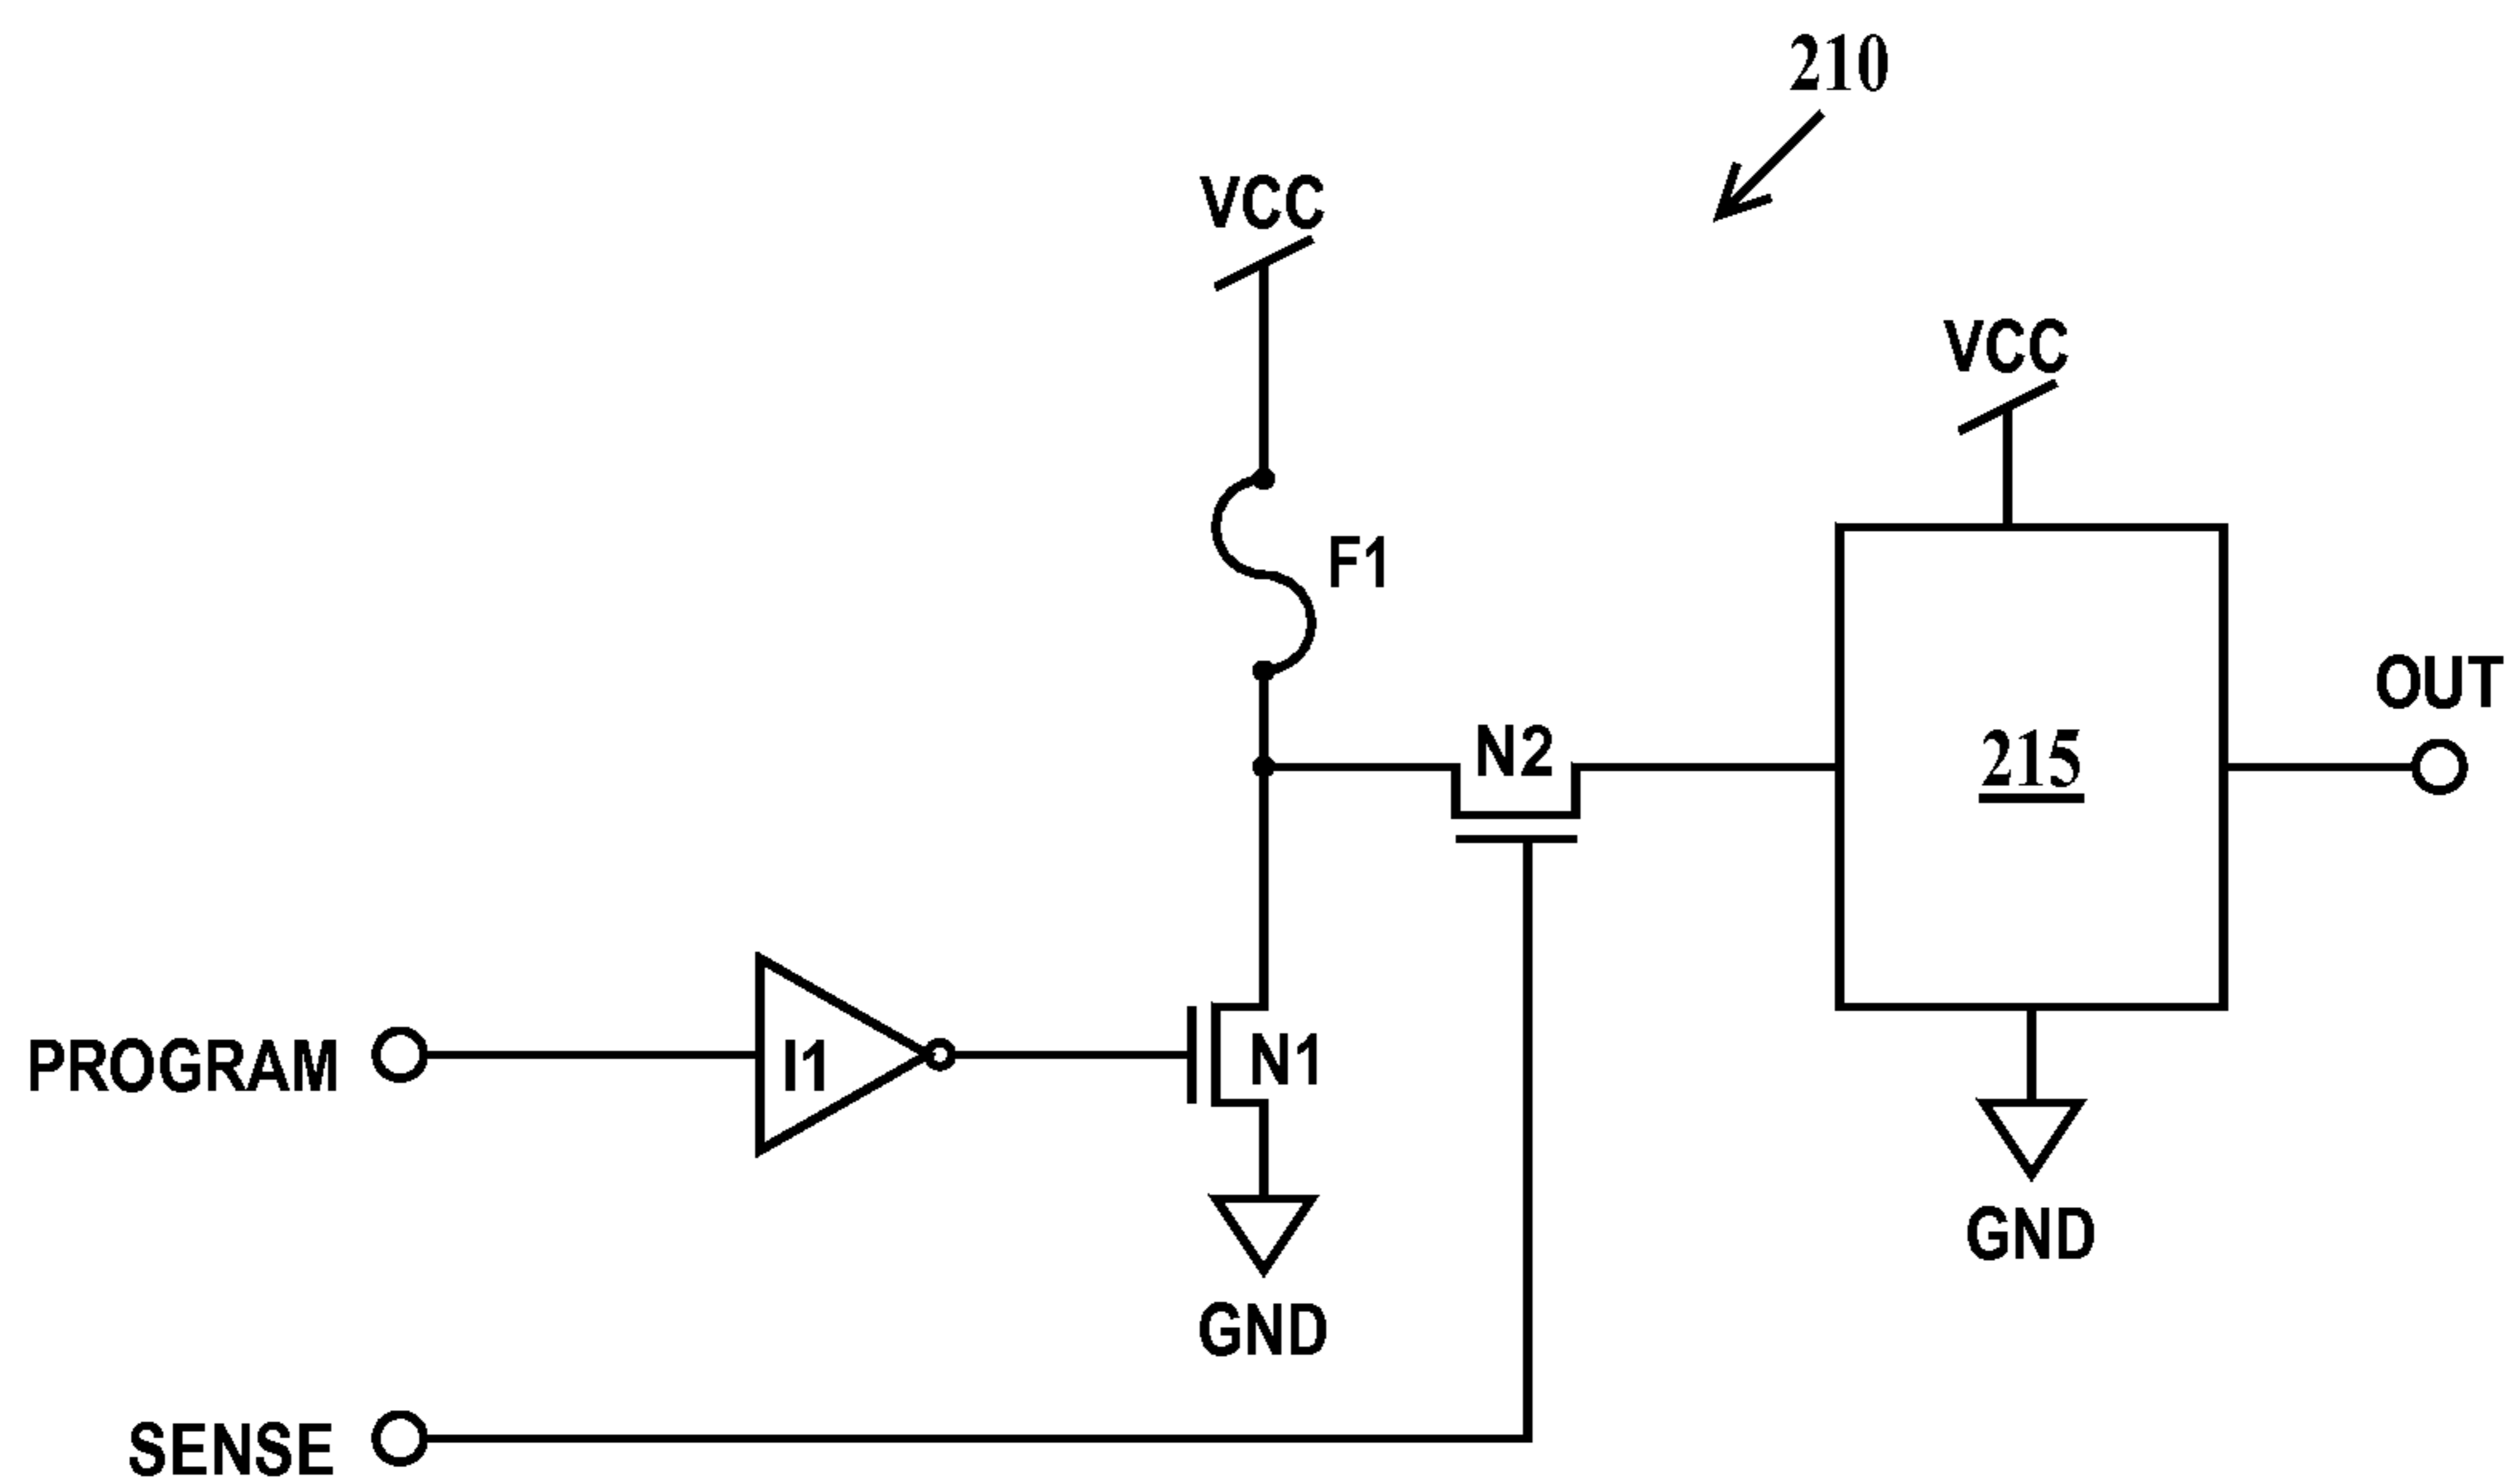 210
VCC
VCC
F1
OUT
N2
215
PROGRAM
I1
N1
GND
GND
SENSE